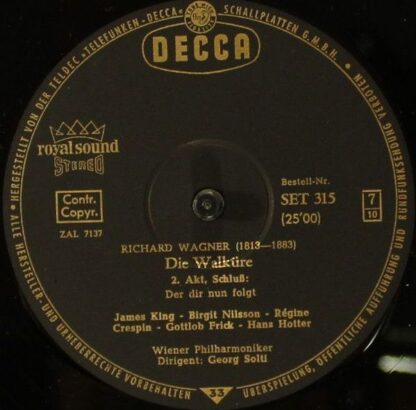 HERGESTELLT VON DER TELDEC »TELEFUNKEN-DECCA« SCHALLPLATTEN G.M.B.H.
DECCA
royal sound
STEREO
Contr.
Copyr.
ZAL 7137
Bestell-Nr.
SET 315
(25'00)
7
10
RICHARD WAGNER (1813—1883)
Die Walküre
2. Akt, Schluß:
Der dir nun folgt
James King - Birgit Nilsson - Régine
Crespin - Gottlob Frick - Hans Hotter
Wiener Philharmoniker
Dirigent: Georg Solti
33
ALLE HERSTELLER-UND URHEBERRECHTE VORBEHALTEN
ÜBERSPIELUNG, ÖFFENTLICHE AUFFÜHRUNG UND RUNDFUNKSENDUNG VERBOTEN